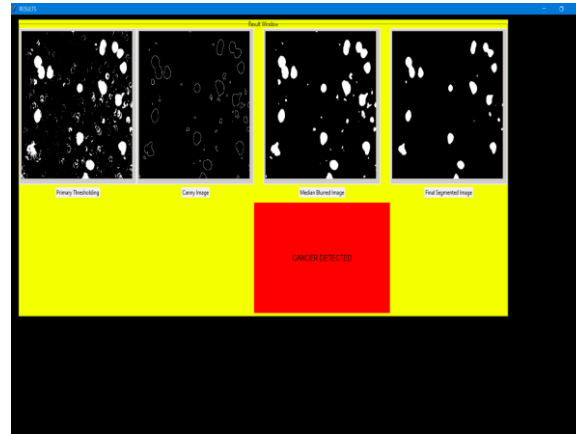 RESULTS
Result Window
Primary Thresholding
Canny Image
Median Blurred Image
Final Segmented Image
CANCER DETECTED